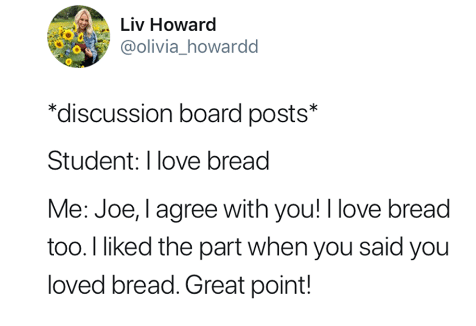 Liv Howard
@olivia_howardd
*discussion board posts*
Student: I love bread
Me: Joe, I agree with you! I love bread
too. I liked the part when you said you
loved bread. Great point!